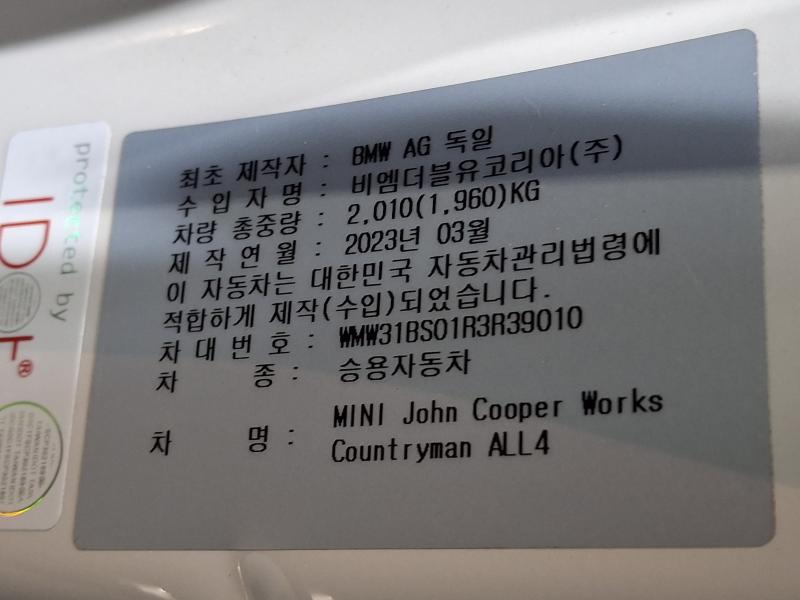 최초 제작자 : BMW AG 독일
수 입 자 명 : 비엠더블유코리아(주)
차량 총중량 : 2,010(1,960)KG
제 작 연 월 : 2023년 03월
이 자동차는 대한민국 자동차관리법령에
적합하게 제작(수입)되었습니다.
차 대 번 호 : WMW31BS01R3R39010
차 종 : 승용자동차
차 명 : MINI John Cooper Works
Countryman ALL4
protected by